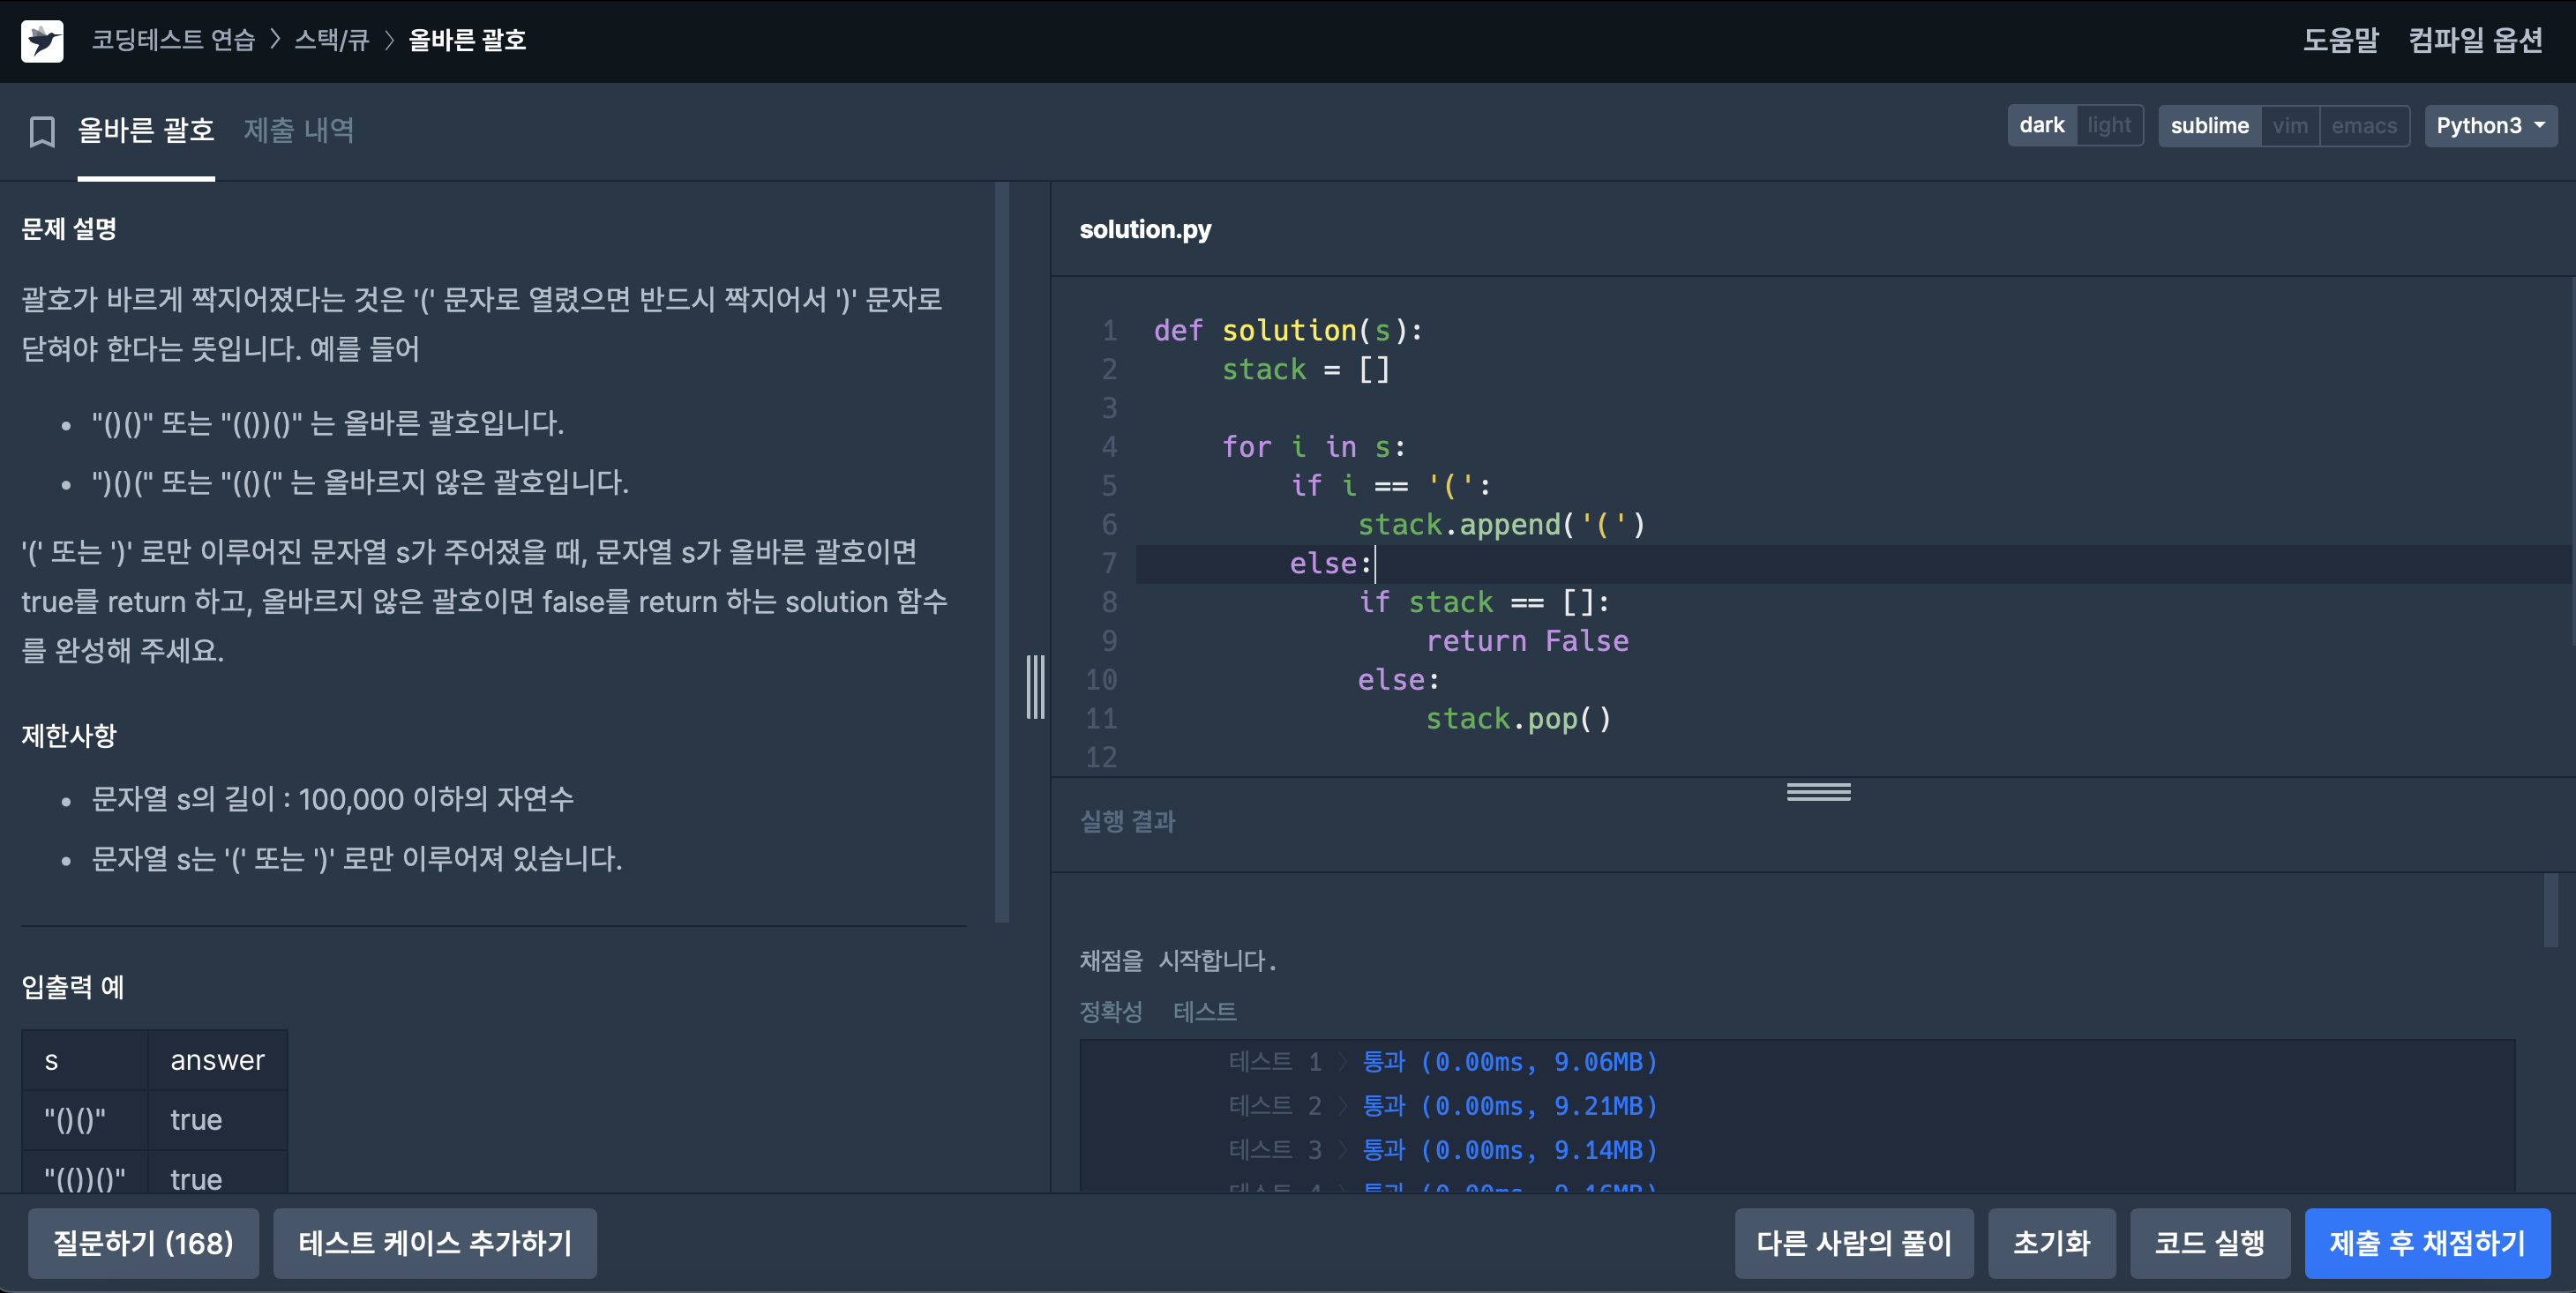 코딩테스트 연습 > 스택/큐 > 올바른 괄호
도움말 컴파일 옵션
올바른 괄호 제출 내역
dark light sublime vim emacs Python3
문제 설명
괄호가 바르게 짝지어졌다는 것은 '(' 문자로 열렸으면 반드시 짝지어서 ')' 문자로
닫혀야 한다는 뜻입니다. 예를 들어
• "()()" 또는 "(())()" 는 올바른 괄호입니다.
• ")()(" 또는 "(()(" 는 올바르지 않은 괄호입니다.
'(' 또는 ')' 로만 이루어진 문자열 s가 주어졌을 때, 문자열 s가 올바른 괄호이면
true를 return 하고, 올바르지 않은 괄호이면 false를 return 하는 solution 함수
를 완성해 주세요.
제한사항
• 문자열 s의 길이 : 100,000 이하의 자연수
• 문자열 s는 '(' 또는 ')' 로만 이루어져 있습니다.
입출력 예
s answer
"()()" true
"(())()" true
solution.py
1 def solution(s):
2     stack = []
3
4     for i in s:
5         if i == '(':
6             stack.append('(')
7         else:
8             if stack == []:
9                 return False
10             else:
11                 stack.pop()
12
실행 결과
채점을 시작합니다.
정확성 테스트
테스트 1 > 통과 (0.00ms, 9.06MB)
테스트 2 > 통과 (0.00ms, 9.21MB)
테스트 3 > 통과 (0.00ms, 9.14MB)
테스트 4 > 통과 (0.00ms, 9.16MB)
질문하기 (168) 테스트 케이스 추가하기
다른 사람의 풀이 초기화 코드 실행 제출 후 채점하기